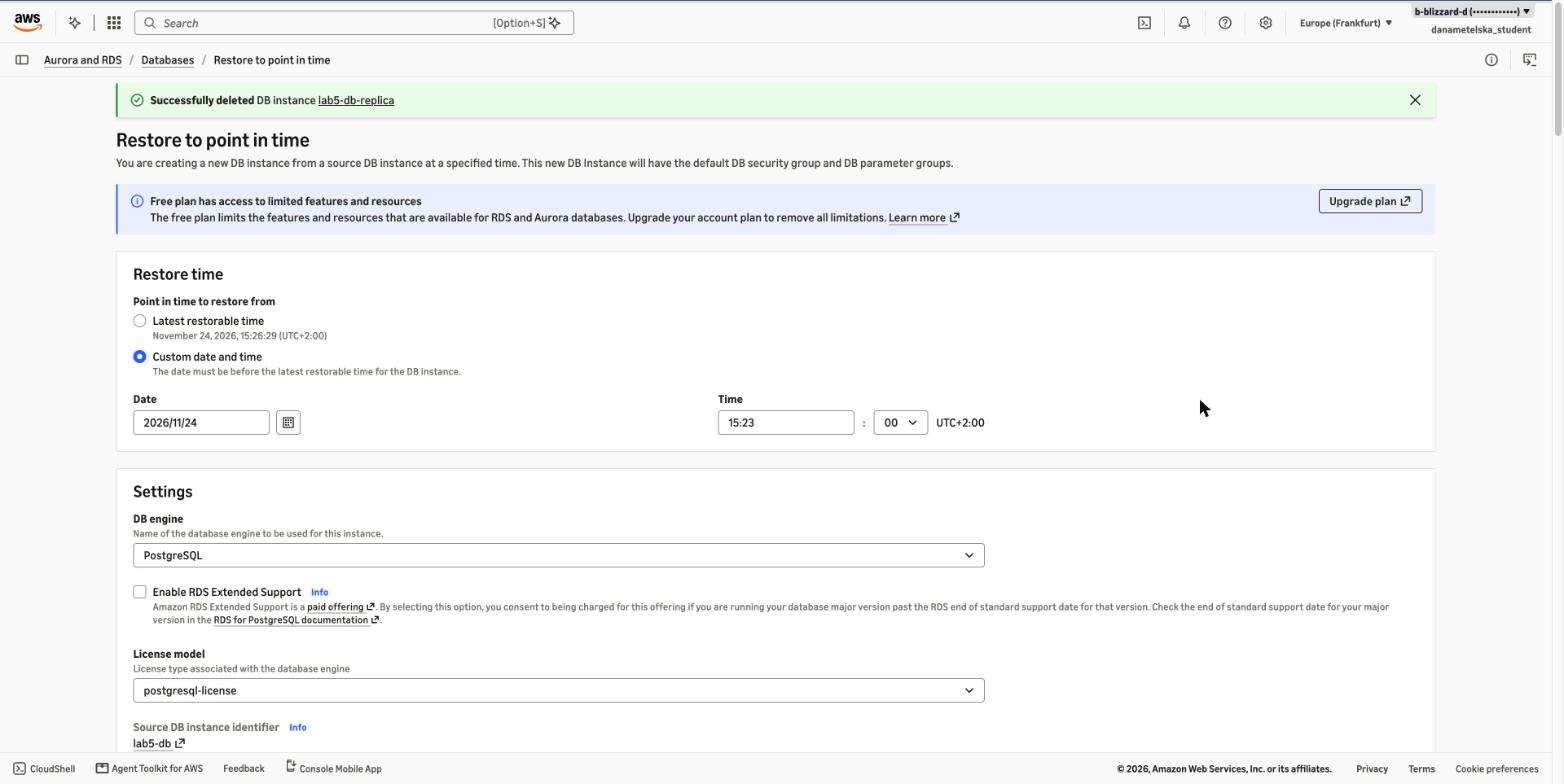 aws
Search [Option+S]
Europe (Frankfurt)
b-blizzard-d (············)
danametelska_student
Aurora and RDS / Databases / Restore to point in time
Successfully deleted DB instance lab5-db-replica
Restore to point in time
You are creating a new DB instance from a source DB instance at a specified time. This new DB Instance will have the default DB security group and DB parameter groups.
Free plan has access to limited features and resources
The free plan limits the features and resources that are available for RDS and Aurora databases. Upgrade your account plan to remove all limitations. Learn more
Upgrade plan
Restore time
Point in time to restore from
Latest restorable time
November 24, 2026, 15:26:29 (UTC+2:00)
Custom date and time
The date must be before the latest restorable time for the DB instance.
Date
2026/11/24
Time
15:23 : 00 UTC+2:00
Settings
DB engine
Name of the database engine to be used for this instance.
PostgreSQL
Enable RDS Extended Support Info
Amazon RDS Extended Support is a paid offering. By selecting this option, you consent to being charged for this offering if you are running your database major version past the RDS end of standard support date for that version. Check the end of standard support date for your major
version in the RDS for PostgreSQL documentation.
License model
License type associated with the database engine
postgresql-license
Source DB instance identifier Info
lab5-db
CloudShell Agent Toolkit for AWS Feedback Console Mobile App © 2026, Amazon Web Services, Inc. or its affiliates. Privacy Terms Cookie preferences